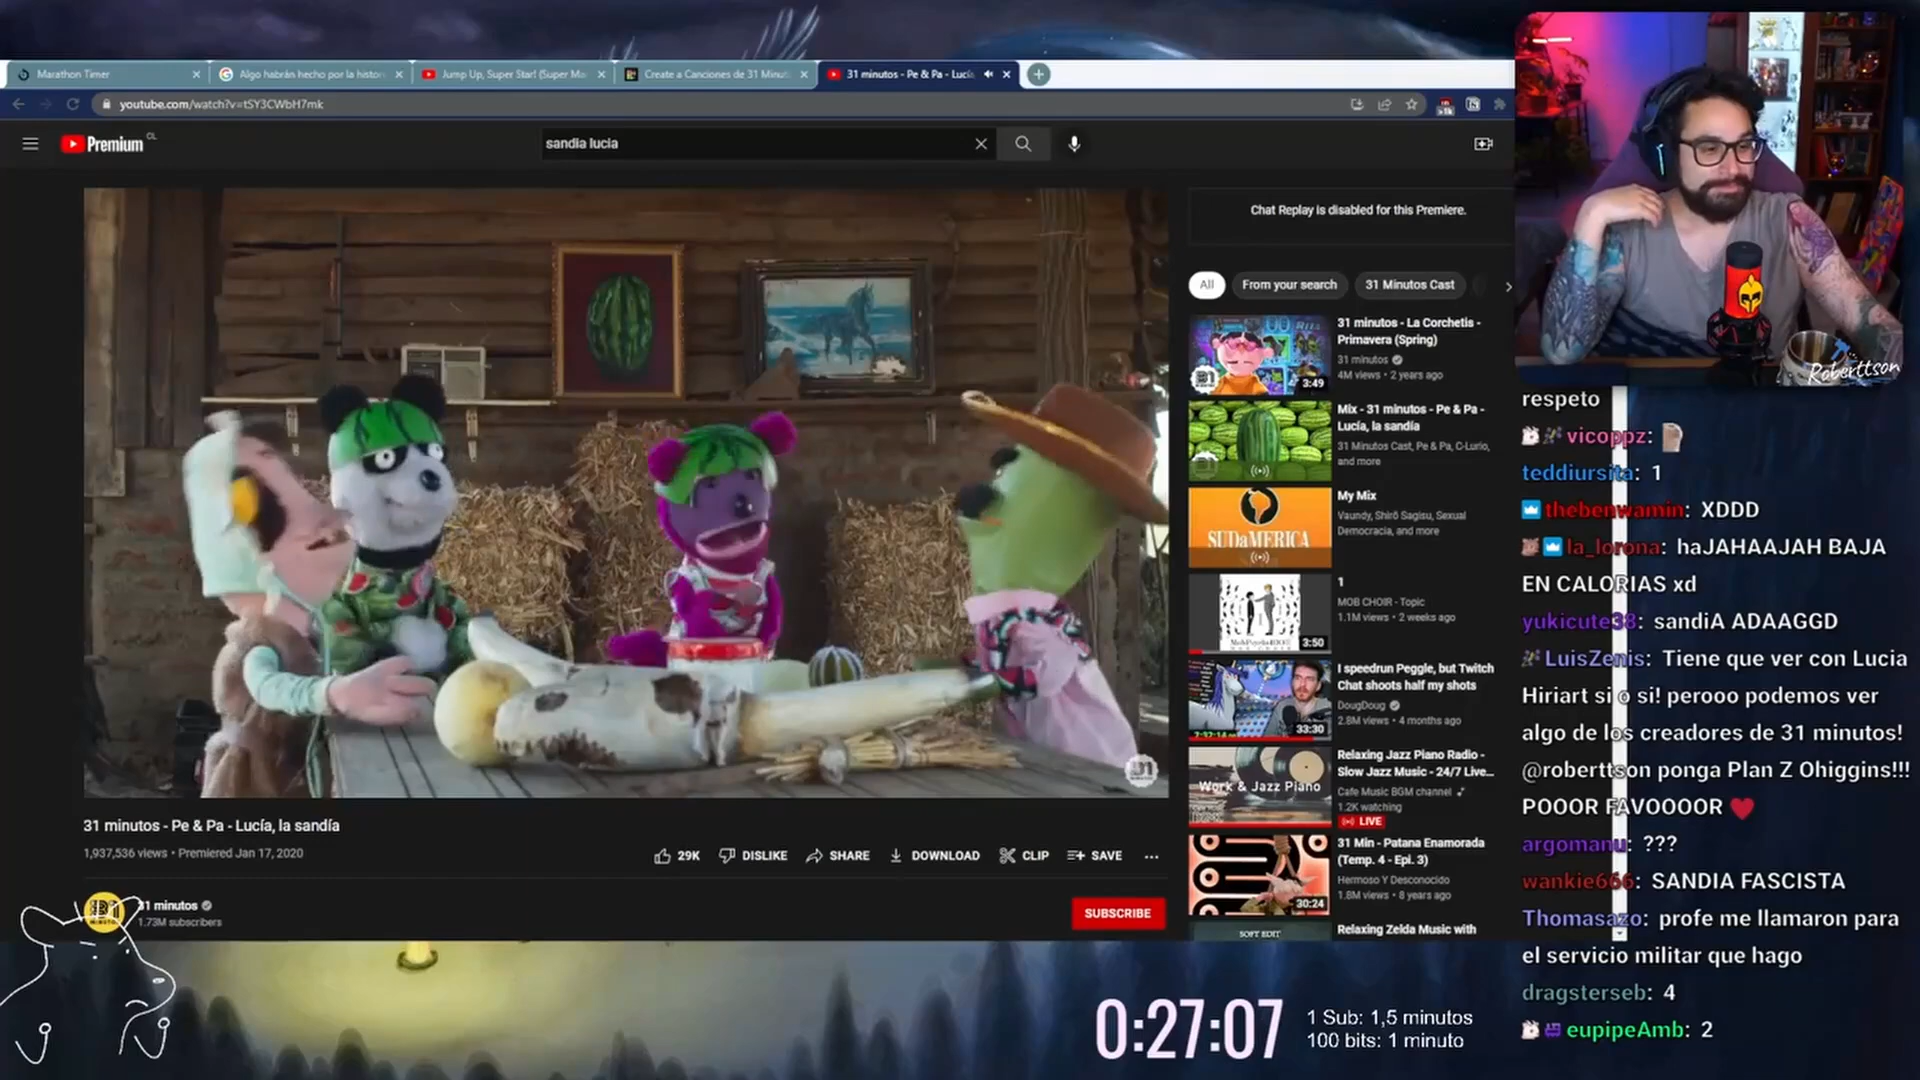 Marathon Timer
Algo habrán hecho por la histor
Jump Up, Super Star! (Super Ma
Create a Canciones de 31 Minut
31 minutos - Pe & Pa - Lucía,
youtube.com/watch?v=tSY3CWbH7mk
Premium CL
sandia lucia
Chat Replay is disabled for this Premiere.
All
From your search
31 Minutos Cast
31 minutos - La Corchetis -
Primavera (Spring)
31 minutos
4M views • 2 years ago
3:49
Mix - 31 minutos - Pe & Pa -
Lucía, la sandía
31 Minutos Cast, Pe & Pa, C-Lurio,
and more
My Mix
Vaundy, Shirō Sagisu, Sexual
Democracia, and more
SUDaMERICA
1
MOB CHOIR - Topic
1.1M views • 2 weeks ago
3:50
I speedrun Peggle, but Twitch
Chat shoots half my shots
DougDoug
2.8M views • 4 months ago
33:30
Relaxing Jazz Piano Radio -
Slow Jazz Music - 24/7 Live...
Cafe Music BGM channel
1.2K watching
LIVE
Work & Jazz Piano
31 Min - Patana Enamorada
(Temp. 4 - Epi. 3)
Hermoso Y Desconocido
1.8M views • 8 years ago
30:24
Relaxing Zelda Music with
SOFT EDIT
31 minutos - Pe & Pa - Lucía, la sandía
1,937,536 views • Premiered Jan 17, 2020
29K
DISLIKE
SHARE
DOWNLOAD
CLIP
SAVE
31 minutos
1.73M subscribers
SUBSCRIBE
Roberttson
respeto
vicoppz:
teddiursita: 1
thebenwamin: XDDD
la_lorona: haJAHAAJAH BAJA
EN CALORIAS xd
yukicute38: sandiA ADAAGGD
LuisZenis: Tiene que ver con Lucia
Hiriart si o si! perooo podemos ver
algo de los creadores de 31 minutos!
@roberttson ponga Plan Z Ohiggins!!!
POOOR FAVOOOOR
argomanu: ???
wankie666: SANDIA FASCISTA
Thomasazo: profe me llamaron para
el servicio militar que hago
dragsterseb: 4
eupipeAmb: 2
0:27:07
1 Sub: 1,5 minutos
100 bits: 1 minuto